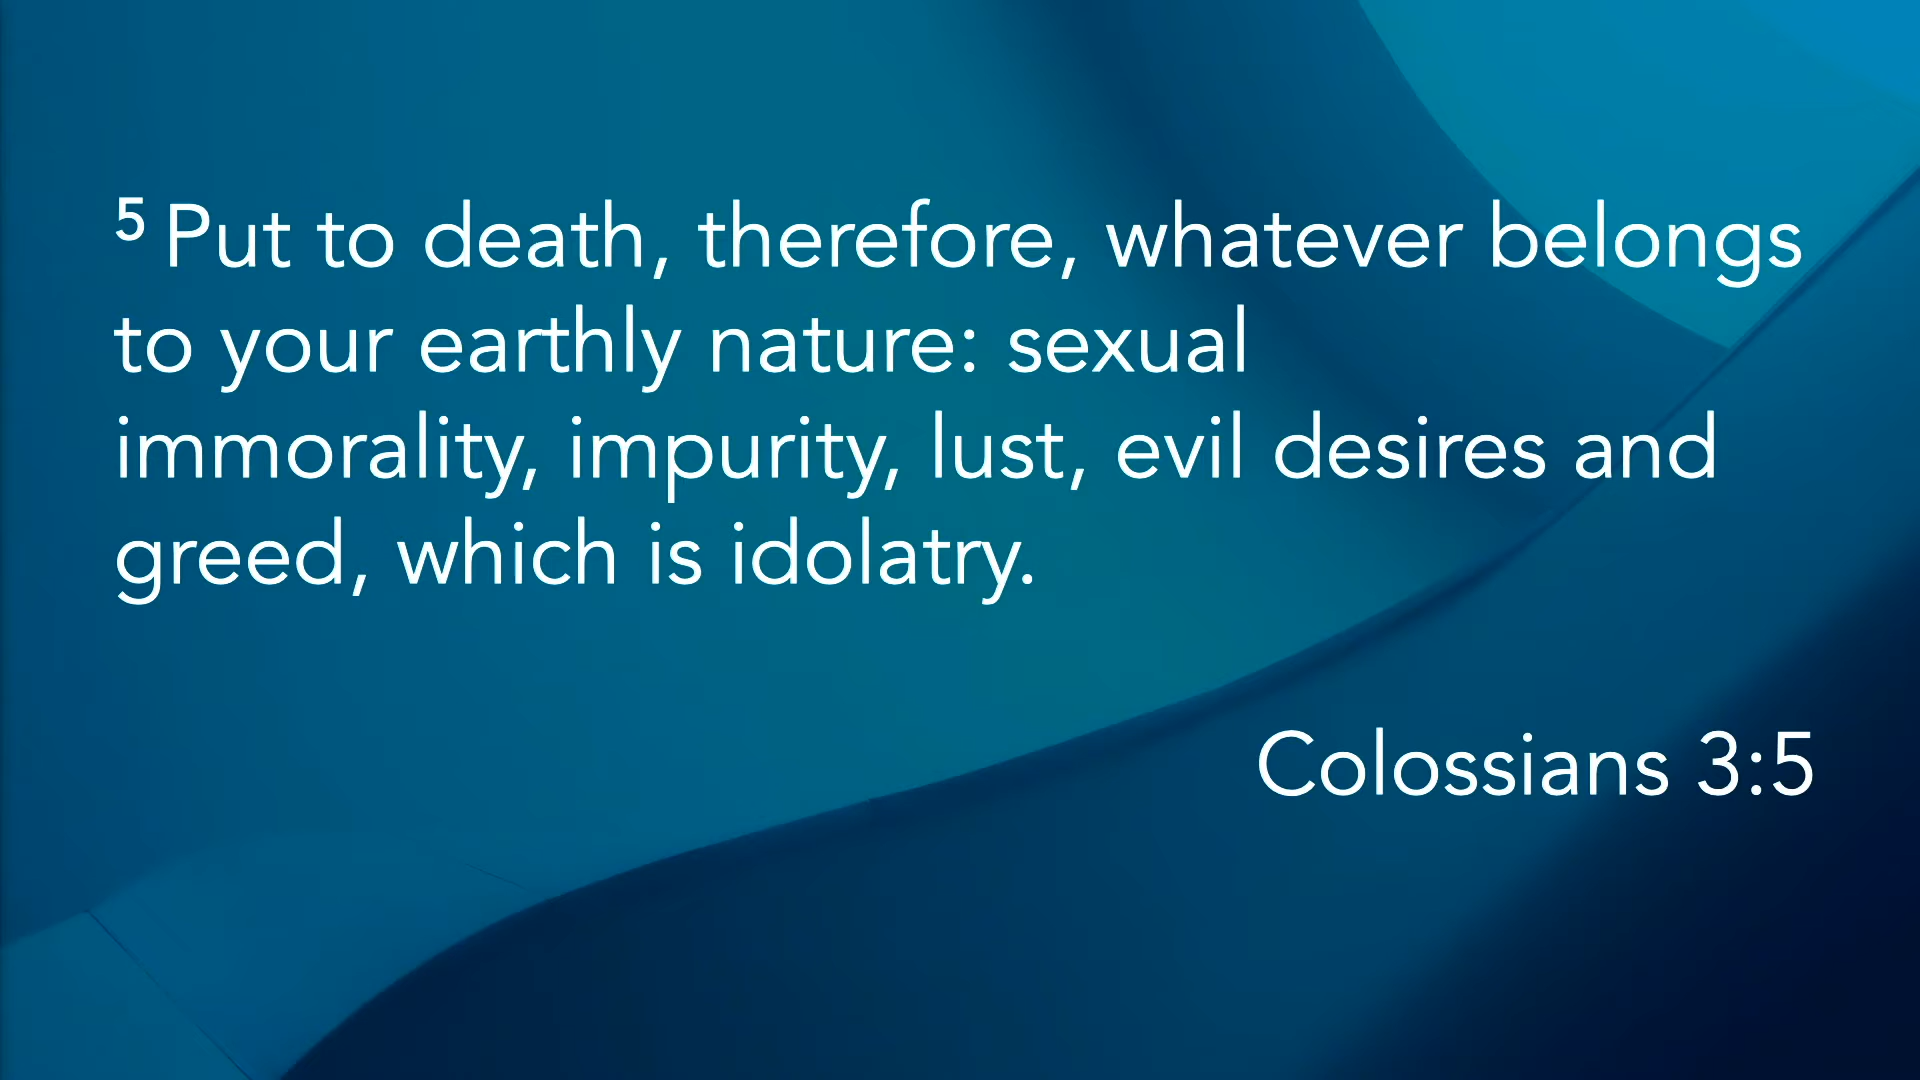 5 Put to death, therefore, whatever belongs
to your earthly nature: sexual
immorality, impurity, lust, evil desires and
greed, which is idolatry.
Colossians 3:5